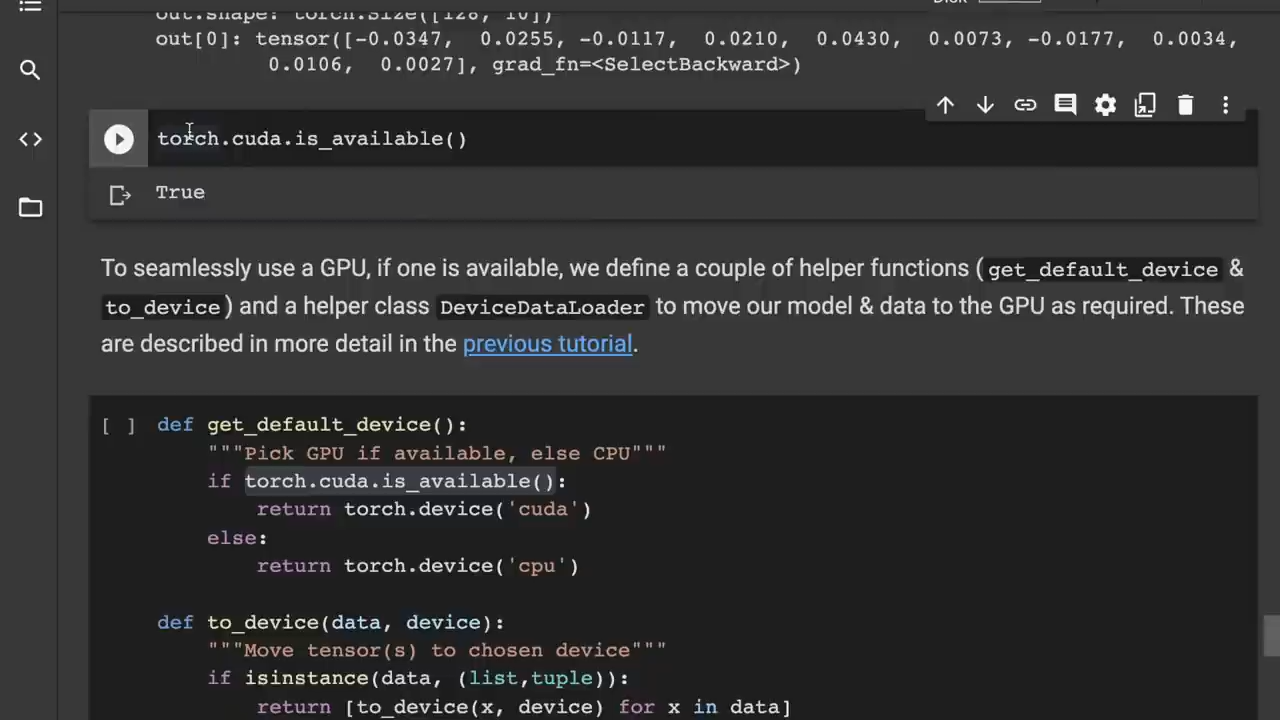 Disk
out.shape: torch.Size([128, 10])
out[0]: tensor([-0.0347,  0.0255, -0.0117,  0.0210,  0.0430,  0.0073, -0.0177,  0.0034,
         0.0106,  0.0027], grad_fn=<SelectBackward>)
torch.cuda.is_available()
True
To seamlessly use a GPU, if one is available, we define a couple of helper functions (get_default_device &
to_device) and a helper class DeviceDataLoader to move our model & data to the GPU as required. These
are described in more detail in the previous tutorial.
[ ] def get_default_device():
    """Pick GPU if available, else CPU"""
    if torch.cuda.is_available():
        return torch.device('cuda')
    else:
        return torch.device('cpu')
def to_device(data, device):
    """Move tensor(s) to chosen device"""
    if isinstance(data, (list,tuple)):
        return [to_device(x, device) for x in data]